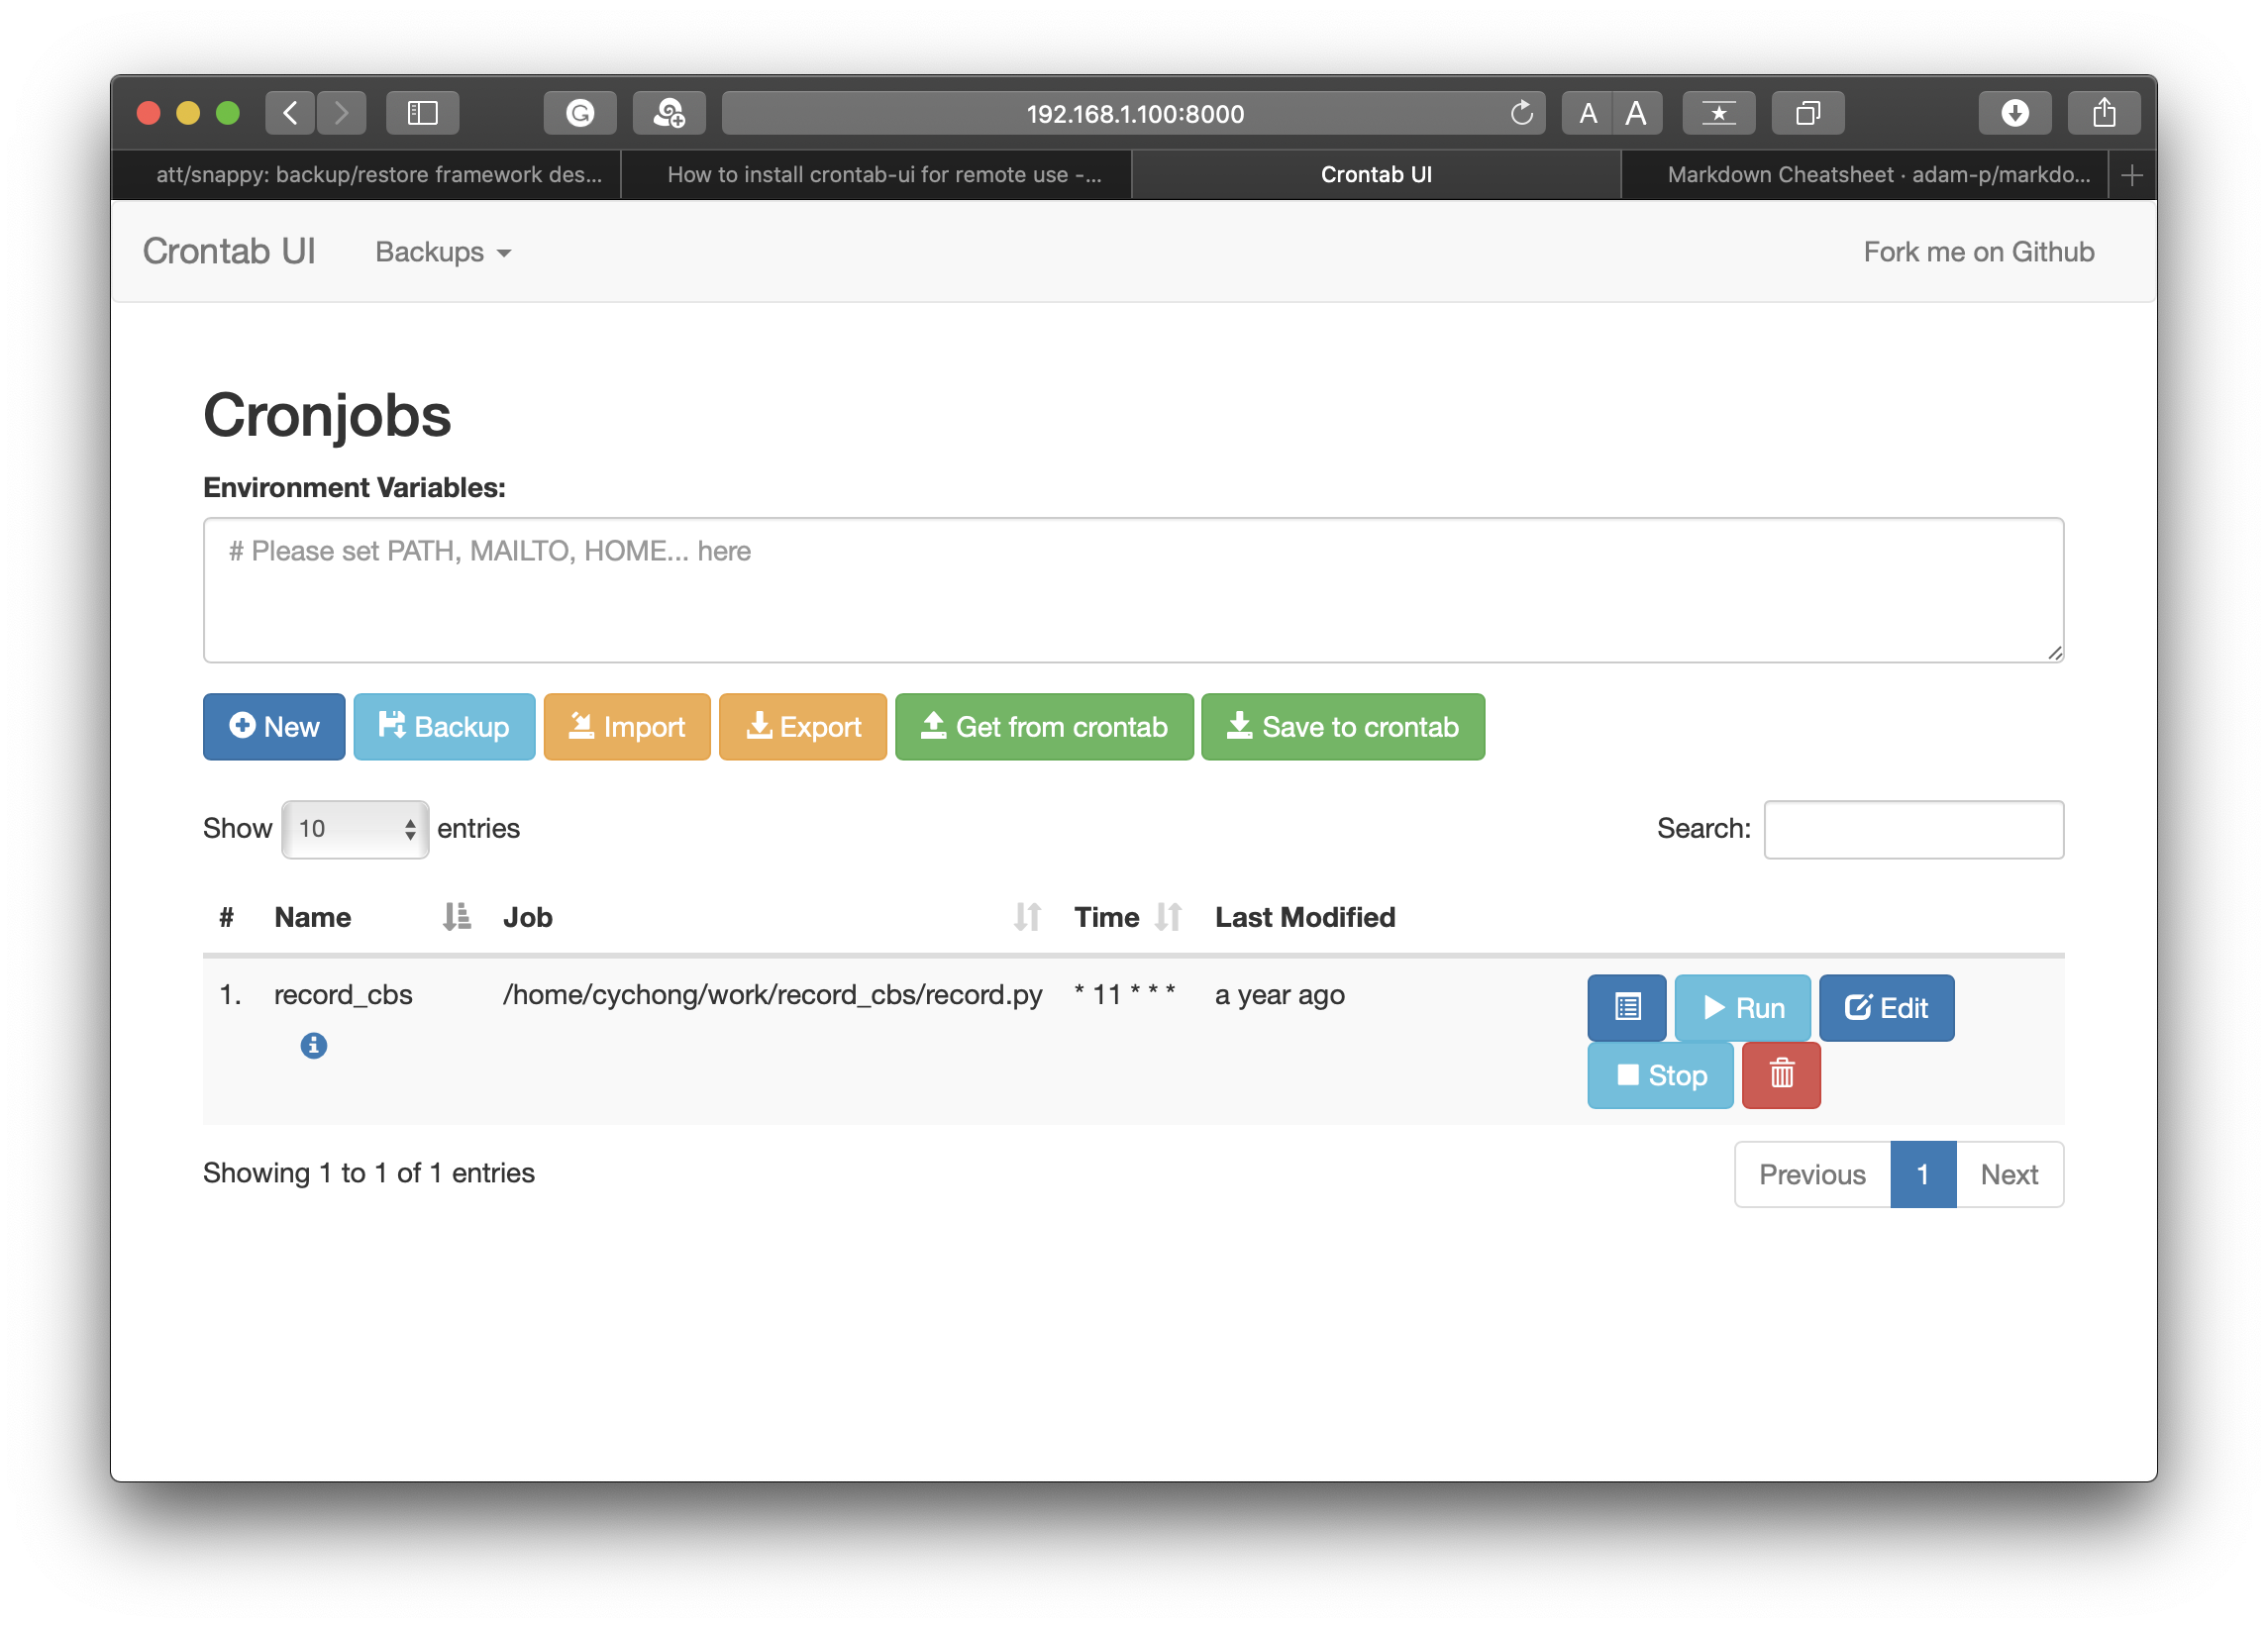 192.168.1.100:8000
A A
att/snappy: backup/restore framework des...
How to install crontab-ui for remote use -...
Crontab UI
Markdown Cheatsheet · adam-p/markdo...
Crontab UI
Backups
Fork me on Github
Cronjobs
Environment Variables:
# Please set PATH, MAILTO, HOME... here
New
Backup
Import
Export
Get from crontab
Save to crontab
Show 10 entries
Search:
# Name Job Time Last Modified
1. record_cbs /home/cychong/work/record_cbs/record.py * 11 * * * a year ago
Run
Edit
Stop
Showing 1 to 1 of 1 entries
Previous 1 Next